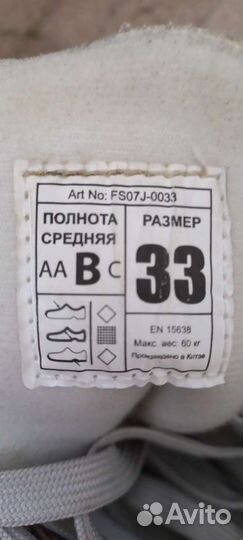 Art No: FS07J-0033
ПОЛНОТА СРЕДНЯЯ
AA B C
РАЗМЕР
33
EN 15638
Макс. вес: 60 кг
Произведено в Китае
Avito